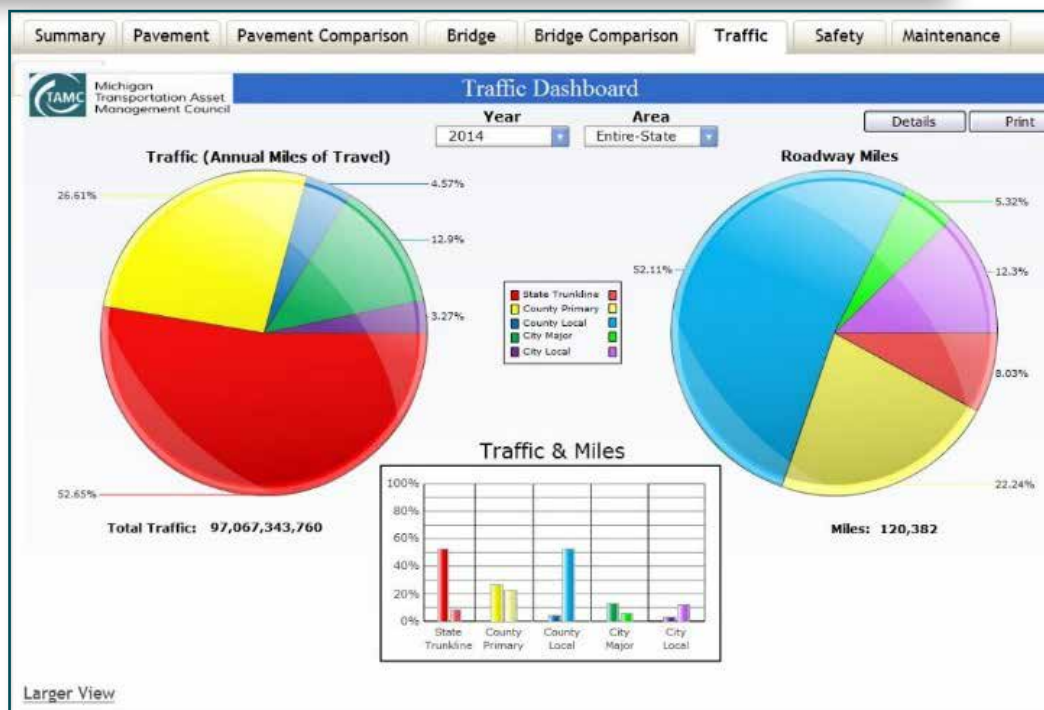 Summary
Pavement
Pavement Comparison
Bridge
Bridge Comparison
Traffic
Safety
Maintenance
TAMC
Michigan
Transportation Asset
Management Council
Traffic Dashboard
Year
Area
2014
Entire-State
Details
Print
Traffic (Annual Miles of Travel)
26.61%
4.57%
12.9%
3.27%
52.65%
Total Traffic: 97,067,343,760
State Trunkline
County Primary
County Local
City Major
City Local
Roadway Miles
5.32%
52.11%
12.3%
8.03%
22.24%
Miles: 120,382
Traffic & Miles
100%
80%
60%
40%
20%
0%
State
Trunkline
County
Primary
County
Local
City
Major
City
Local
Larger View